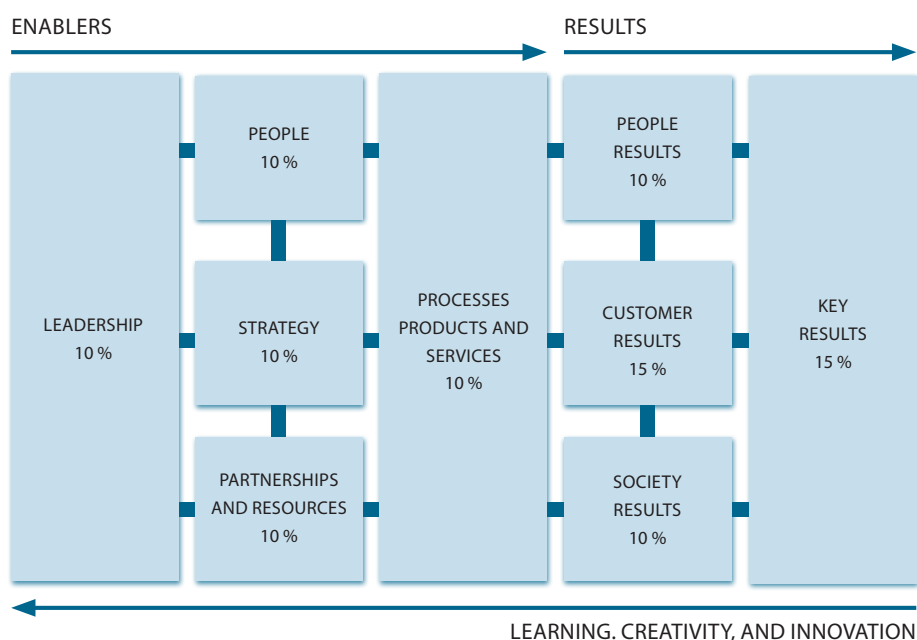 ENABLERS
RESULTS
LEADERSHIP
10 %
PEOPLE
10 %
STRATEGY
10 %
PARTNERSHIPS
AND RESOURCES
10 %
PROCESSES
PRODUCTS AND
SERVICES
10 %
PEOPLE
RESULTS
10 %
CUSTOMER
RESULTS
15 %
SOCIETY
RESULTS
10 %
KEY
RESULTS
15 %
LEARNING, CREATIVITY, AND INNOVATION